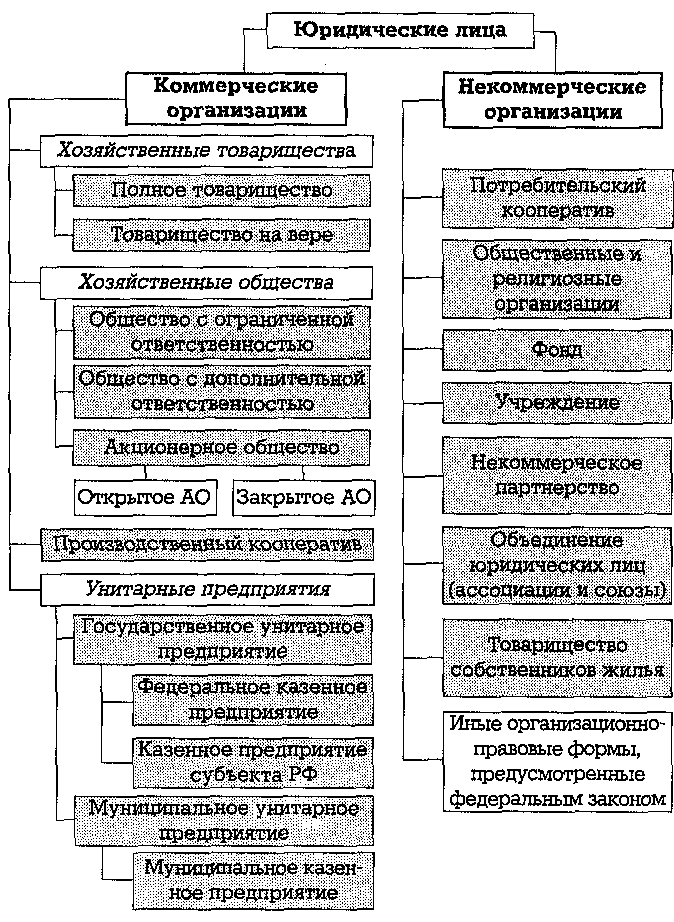 Юридические лица
Коммерческие
организации
Хозяйственные товарищества
Полное товарищество
Товарищество на вере
Хозяйственные общества
Общество с ограниченной
ответственностью
Общество с дополнительной
ответственностью
Акционерное общество
Открытое АО
Закрытое АО
Производственный кооператив
Унитарные предприятия
Государственное унитарное
предприятие
Федеральное казенное
предприятие
Казенное предприятие
субъекта РФ
Муниципальное унитарное
предприятие
Муниципальное казен-
ное предприятие
Некоммерческие
организации
Потребительский
кооператив
Общественные и
религиозные
организации
Фонд
Учреждение
Некоммерческое
партнерство
Объединение
юридических лиц
(ассоциации и союзы)
Товарищество
собственников жилья
Иные организационно-
правовые формы,
предусмотренные
федеральным законом